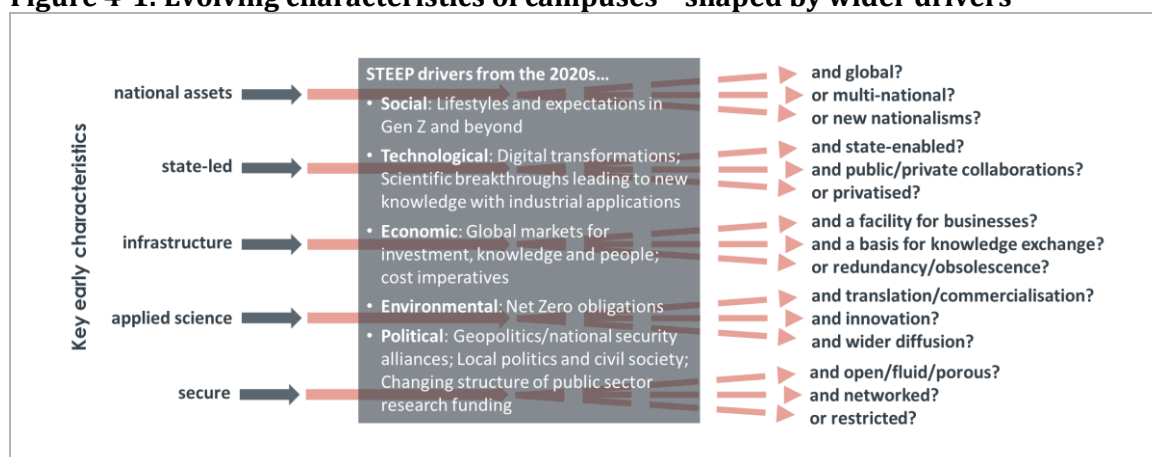 Figure 4-1: Evolving characteristics of campuses – shaped by wider drivers
Key early characteristics
national assets
state-led
infrastructure
applied science
secure
STEEP drivers from the 2020s...
• Social: Lifestyles and expectations in
Gen Z and beyond
• Technological: Digital transformations;
Scientific breakthroughs leading to new
knowledge with industrial applications
• Economic: Global markets for
investment, knowledge and people;
cost imperatives
• Environmental: Net Zero obligations
• Political: Geopolitics/national security
alliances; Local politics and civil society;
Changing structure of public sector
research funding
and global?
or multi-national?
or new nationalisms?
and state-enabled?
and public/private collaborations?
or privatised?
and a facility for businesses?
and a basis for knowledge exchange?
or redundancy/obsolescence?
and translation/commercialisation?
and innovation?
and wider diffusion?
and open/fluid/porous?
and networked?
or restricted?